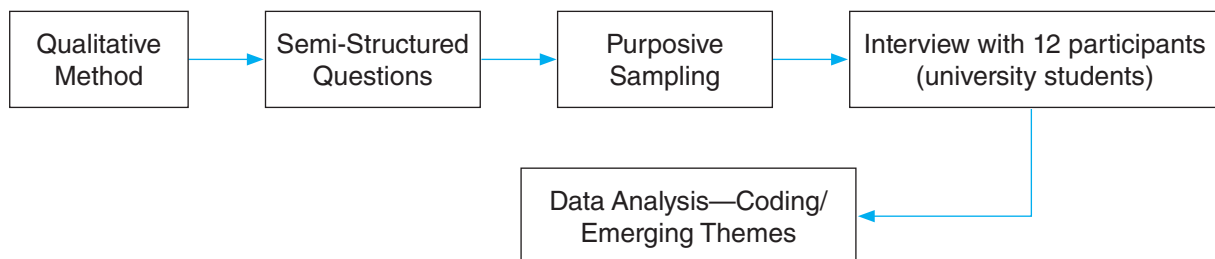 Qualitative
Method
Semi-Structured
Questions
Purposive
Sampling
Interview with 12 participants
(university students)
Data Analysis—Coding/
Emerging Themes